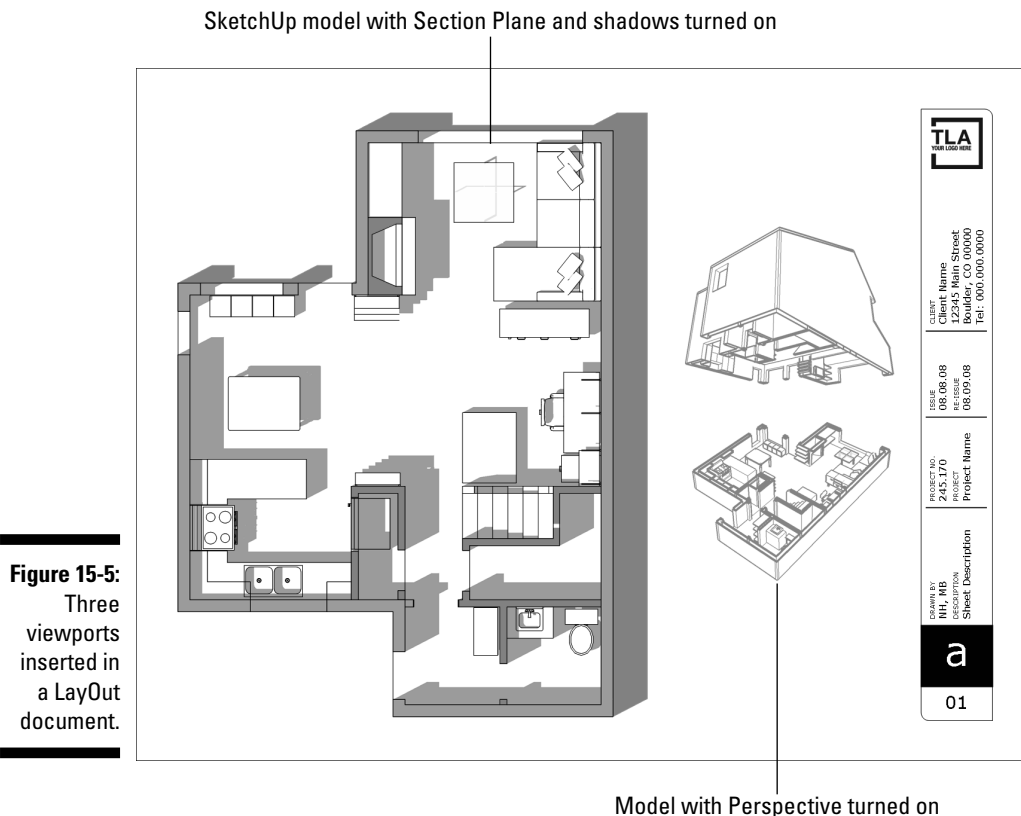 SketchUp model with Section Plane and shadows turned on
TLA
YOUR LOGO HERE
CLIENT
Client Name
12345 Main Street
Boulder, CO 00000
Tel: 000.000.0000
ISSUE
08.08.08
RE-ISSUE
08.09.08
PROJECT NO.
245.170
PROJECT
Project Name
DRAWN BY
NH, MB
DESCRIPTION
Sheet Description
a
01
Figure 15-5:
Three
viewports
inserted in
a LayOut
document.
Model with Perspective turned on